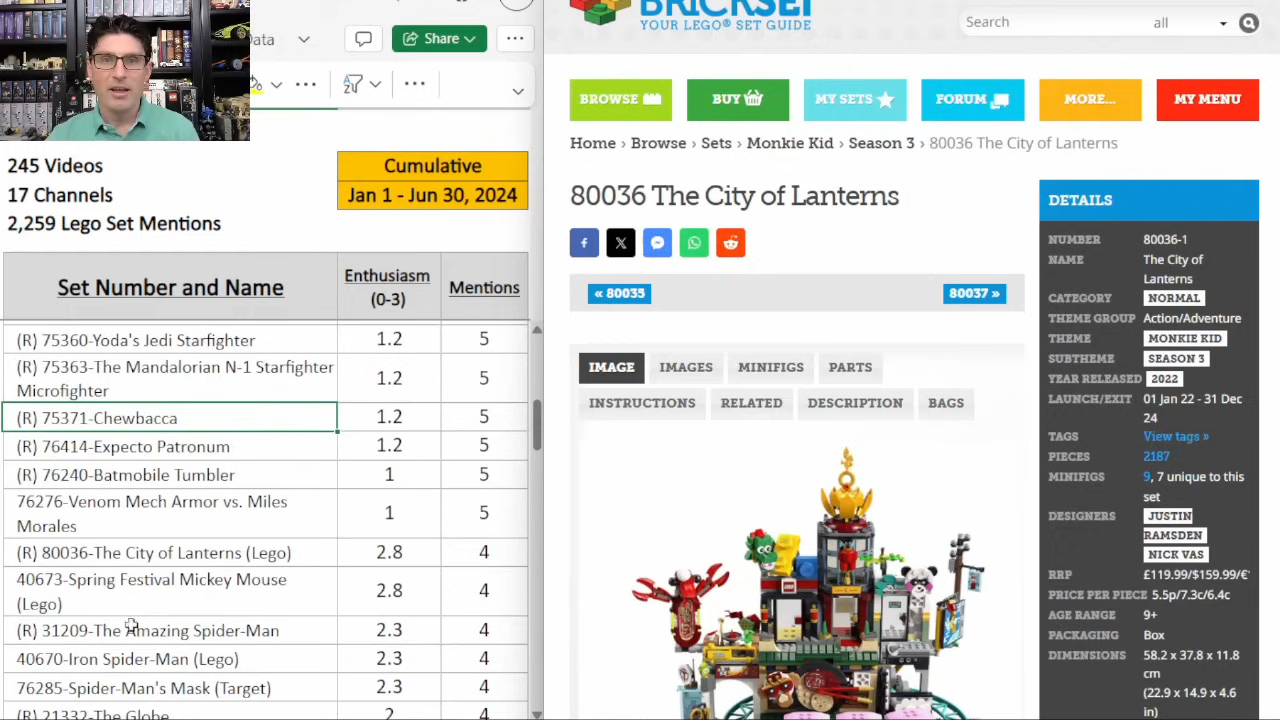 Data
Share
...
...
...
245 Videos
17 Channels
2,259 Lego Set Mentions
Cumulative
Jan 1 - Jun 30, 2024
Set Number and Name
Enthusiasm
(0-3)
Mentions
(R) 75360-Yoda's Jedi Starfighter 1.2 5
(R) 75363-The Mandalorian N-1 Starfighter
Microfighter 1.2 5
(R) 75371-Chewbacca 1.2 5
(R) 76414-Expecto Patronum 1.2 5
(R) 76240-Batmobile Tumbler 1 5
76276-Venom Mech Armor vs. Miles
Morales 1 5
(R) 80036-The City of Lanterns (Lego) 2.8 4
40673-Spring Festival Mickey Mouse
(Lego) 2.8 4
(R) 31209-The Amazing Spider-Man 2.3 4
40670-Iron Spider-Man (Lego) 2.3 4
76285-Spider-Man's Mask (Target) 2.3 4
(R) 21332-The Globe 2 4
BRICKSET
YOUR LEGO® SET GUIDE
Search
all
BROWSE
BUY
MY SETS
FORUM
MORE...
MY MENU
Home › Browse › Sets › Monkie Kid › Season 3 › 80036 The City of Lanterns
80036 The City of Lanterns
« 80035
80037 »
IMAGE
IMAGES
MINIFIGS
PARTS
INSTRUCTIONS
RELATED
DESCRIPTION
BAGS
DETAILS
NUMBER 80036-1
NAME The City of
Lanterns
CATEGORY NORMAL
THEME GROUP Action/Adventure
THEME MONKIE KID
SUBTHEME SEASON 3
YEAR RELEASED 2022
LAUNCH/EXIT 01 Jan 22 - 31 Dec
24
TAGS View tags »
PIECES 2187
MINIFIGS 9, 7 unique to this
set
DESIGNERS JUSTIN
RAMSDEN
NICK VAS
RRP £119.99/$159.99/€
PRICE PER PIECE 5.5p/7.3c/6.4c
AGE RANGE 9+
PACKAGING Box
DIMENSIONS 58.2 x 37.8 x 11.8
cm
(22.9 x 14.9 x 4.6
in)